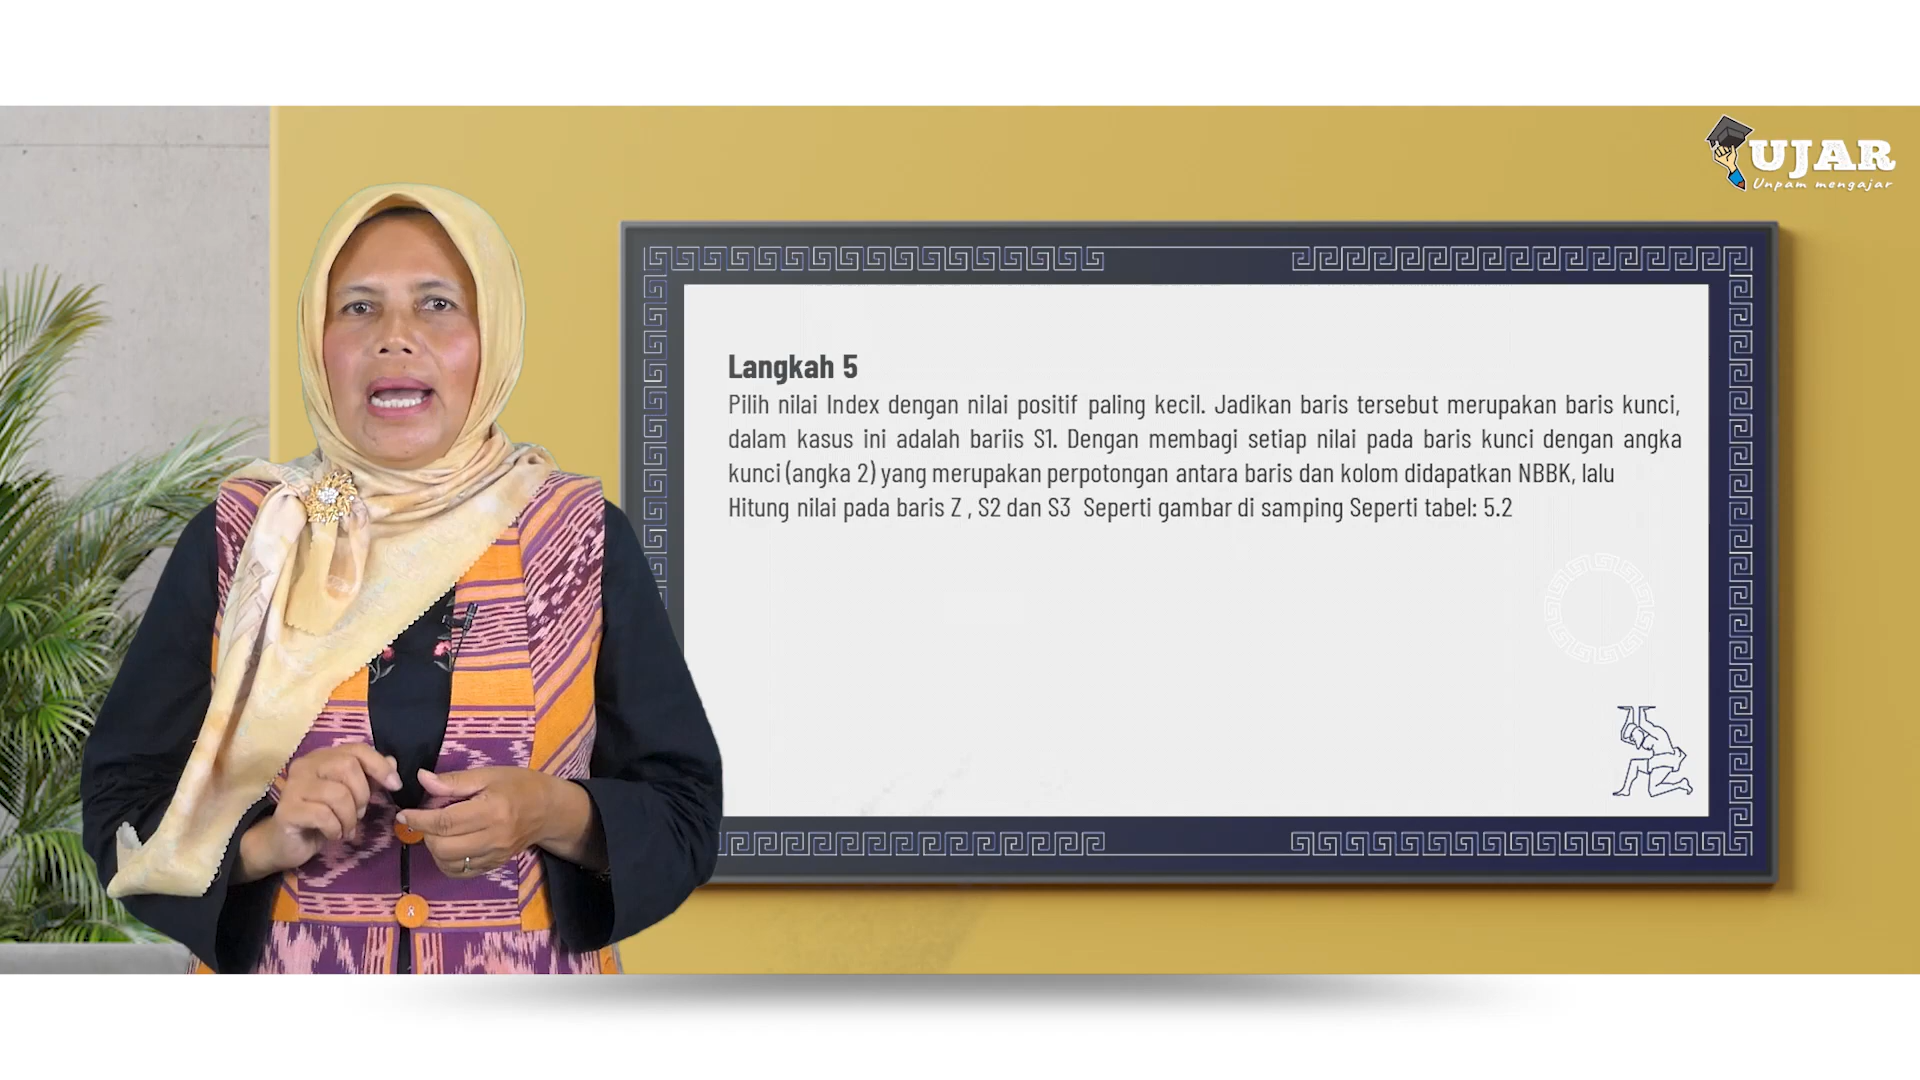 UJAR
Unpam mengajar
Langkah 5
Pilih nilai Index dengan nilai positif paling kecil. Jadikan baris tersebut merupakan baris kunci,
dalam kasus ini adalah bariis S1. Dengan membagi setiap nilai pada baris kunci dengan angka
kunci (angka 2) yang merupakan perpotongan antara baris dan kolom didapatkan NBBK, lalu
Hitung nilai pada baris Z , S2 dan S3 Seperti gambar di samping Seperti tabel: 5.2